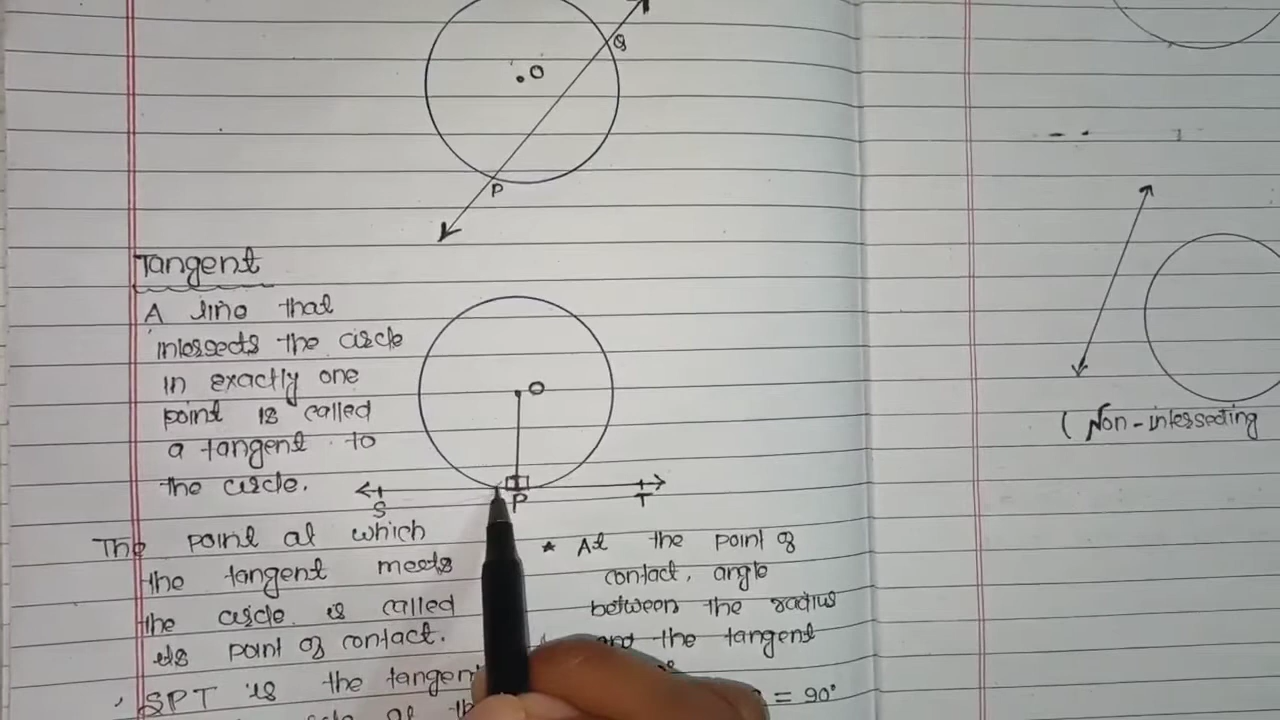 Q
O
P
Tangent
A line that
intersects the circle
in exactly one
point is called
a tangent to
the circle.
O
S P T
The point at which
the tangent meets
the circle is called
its point of contact.
SPT is the tangent
* At the point of
contact, angle
between the radius
and the tangent
= 90°
( Non-intersecting